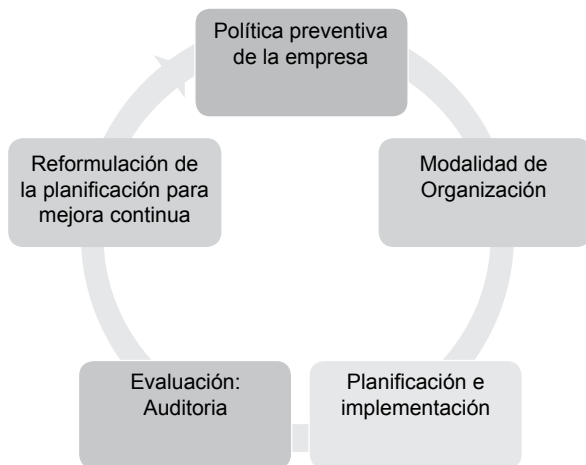 Política preventiva
de la empresa
Modalidad de
Organización
Planificación e
implementación
Evaluación:
Auditoria
Reformulación de
la planificación para
mejora continua